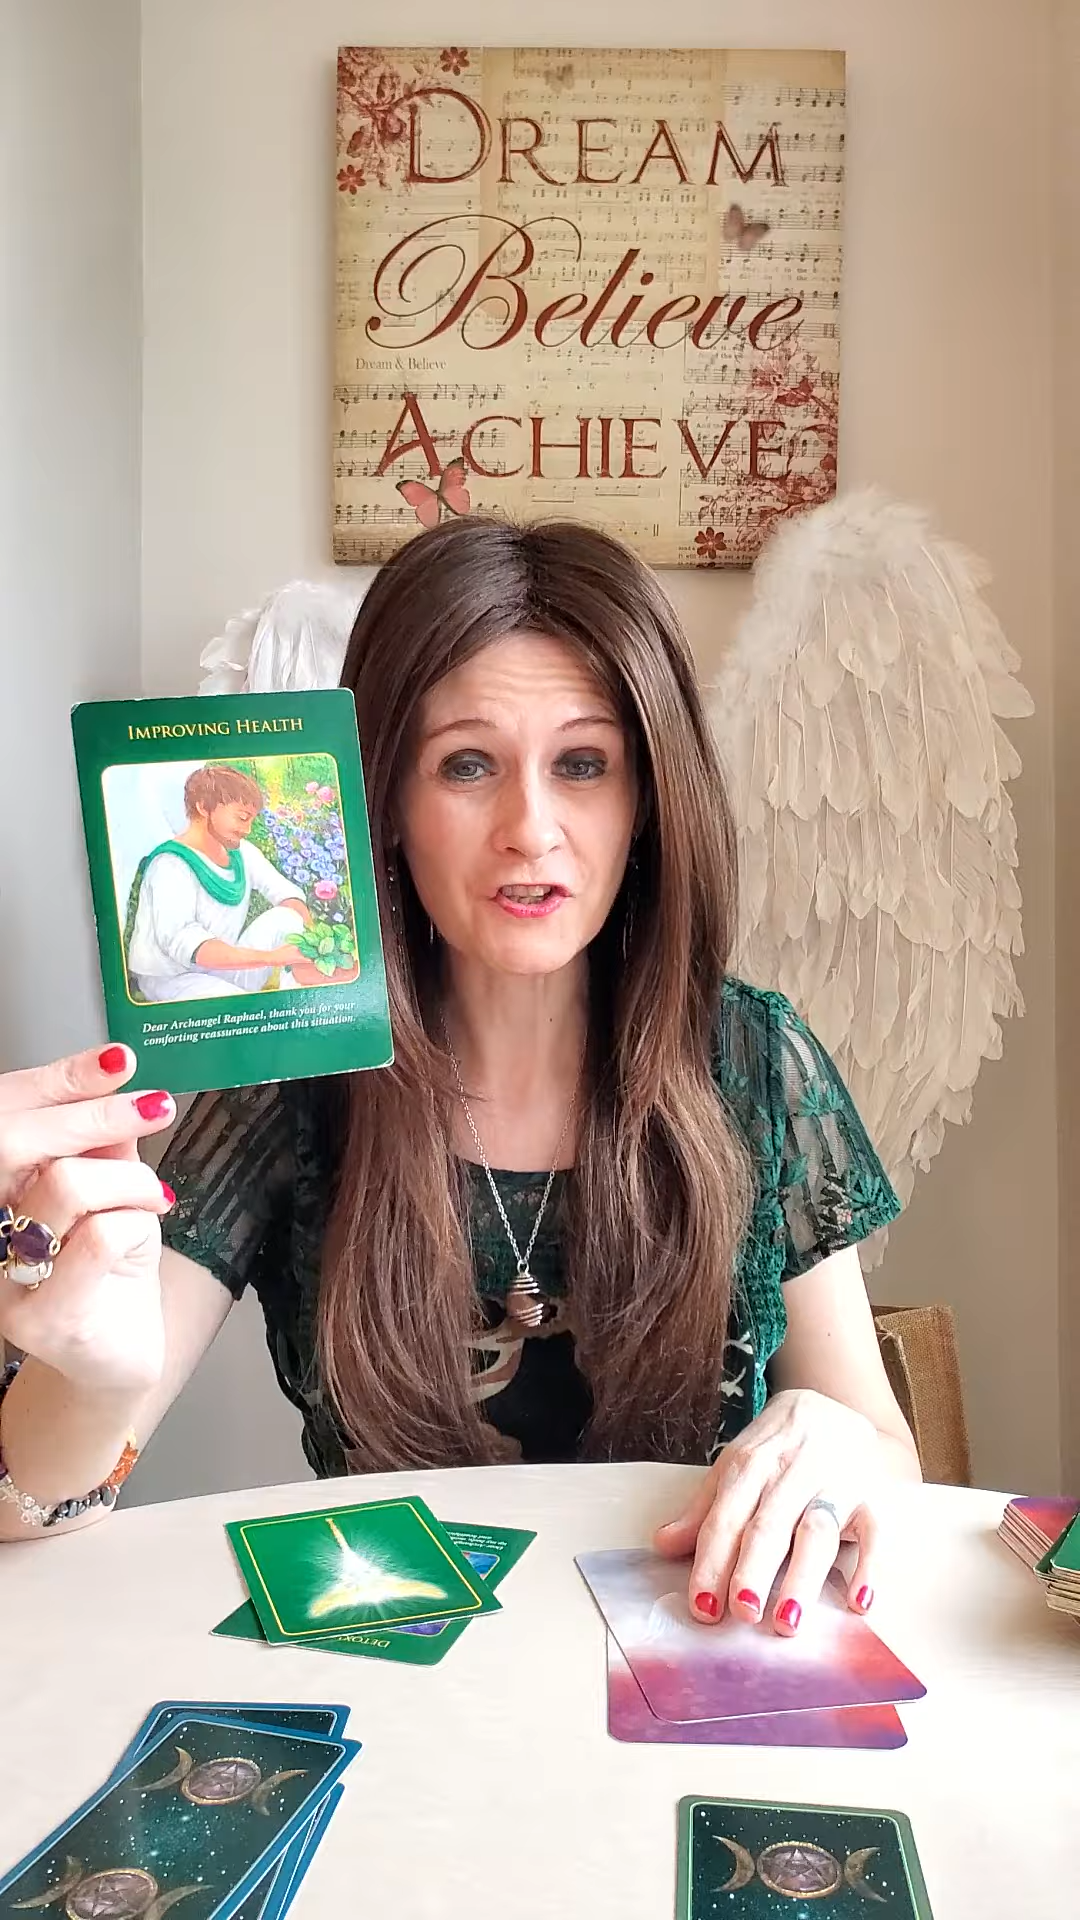 DREAM
Believe
Dream & Believe
ACHIEVE
IMPROVING HEALTH
Dear Archangel Raphael, thank you for your
comforting reassurance about this situation.
DETOX